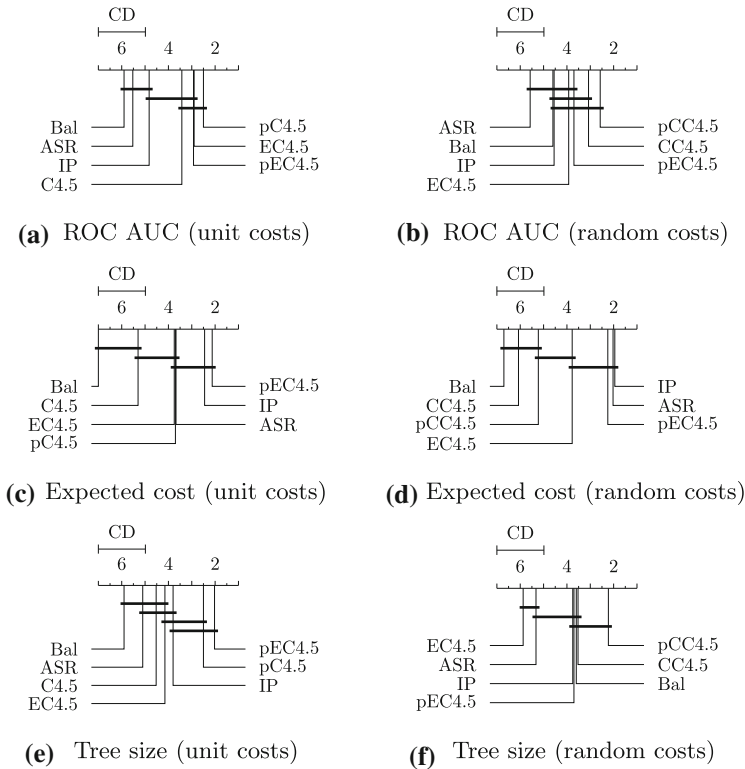 CD
6 4 2
Bal
ASR
IP
C4.5
pC4.5
EC4.5
pEC4.5
(a) ROC AUC (unit costs)
CD
6 4 2
ASR
Bal
IP
EC4.5
pCC4.5
CC4.5
pEC4.5
(b) ROC AUC (random costs)
CD
6 4 2
Bal
C4.5
EC4.5
pC4.5
pEC4.5
IP
ASR
(c) Expected cost (unit costs)
CD
6 4 2
Bal
CC4.5
pCC4.5
EC4.5
IP
ASR
pEC4.5
(d) Expected cost (random costs)
CD
6 4 2
Bal
ASR
C4.5
EC4.5
pEC4.5
pC4.5
IP
(e) Tree size (unit costs)
CD
6 4 2
EC4.5
ASR
IP
pEC4.5
pCC4.5
CC4.5
Bal
(f) Tree size (random costs)